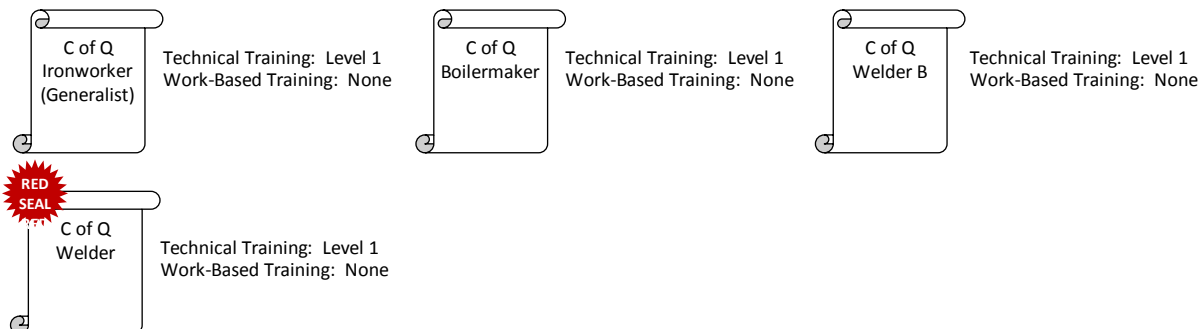 C of Q
Ironworker
(Generalist)
Technical Training:  Level 1
Work-Based Training:  None
C of Q
Boilermaker
Technical Training:  Level 1
Work-Based Training:  None
C of Q
Welder B
Technical Training:  Level 1
Work-Based Training:  None
RED
SEAL
C of Q
Welder
Technical Training:  Level 1
Work-Based Training:  None